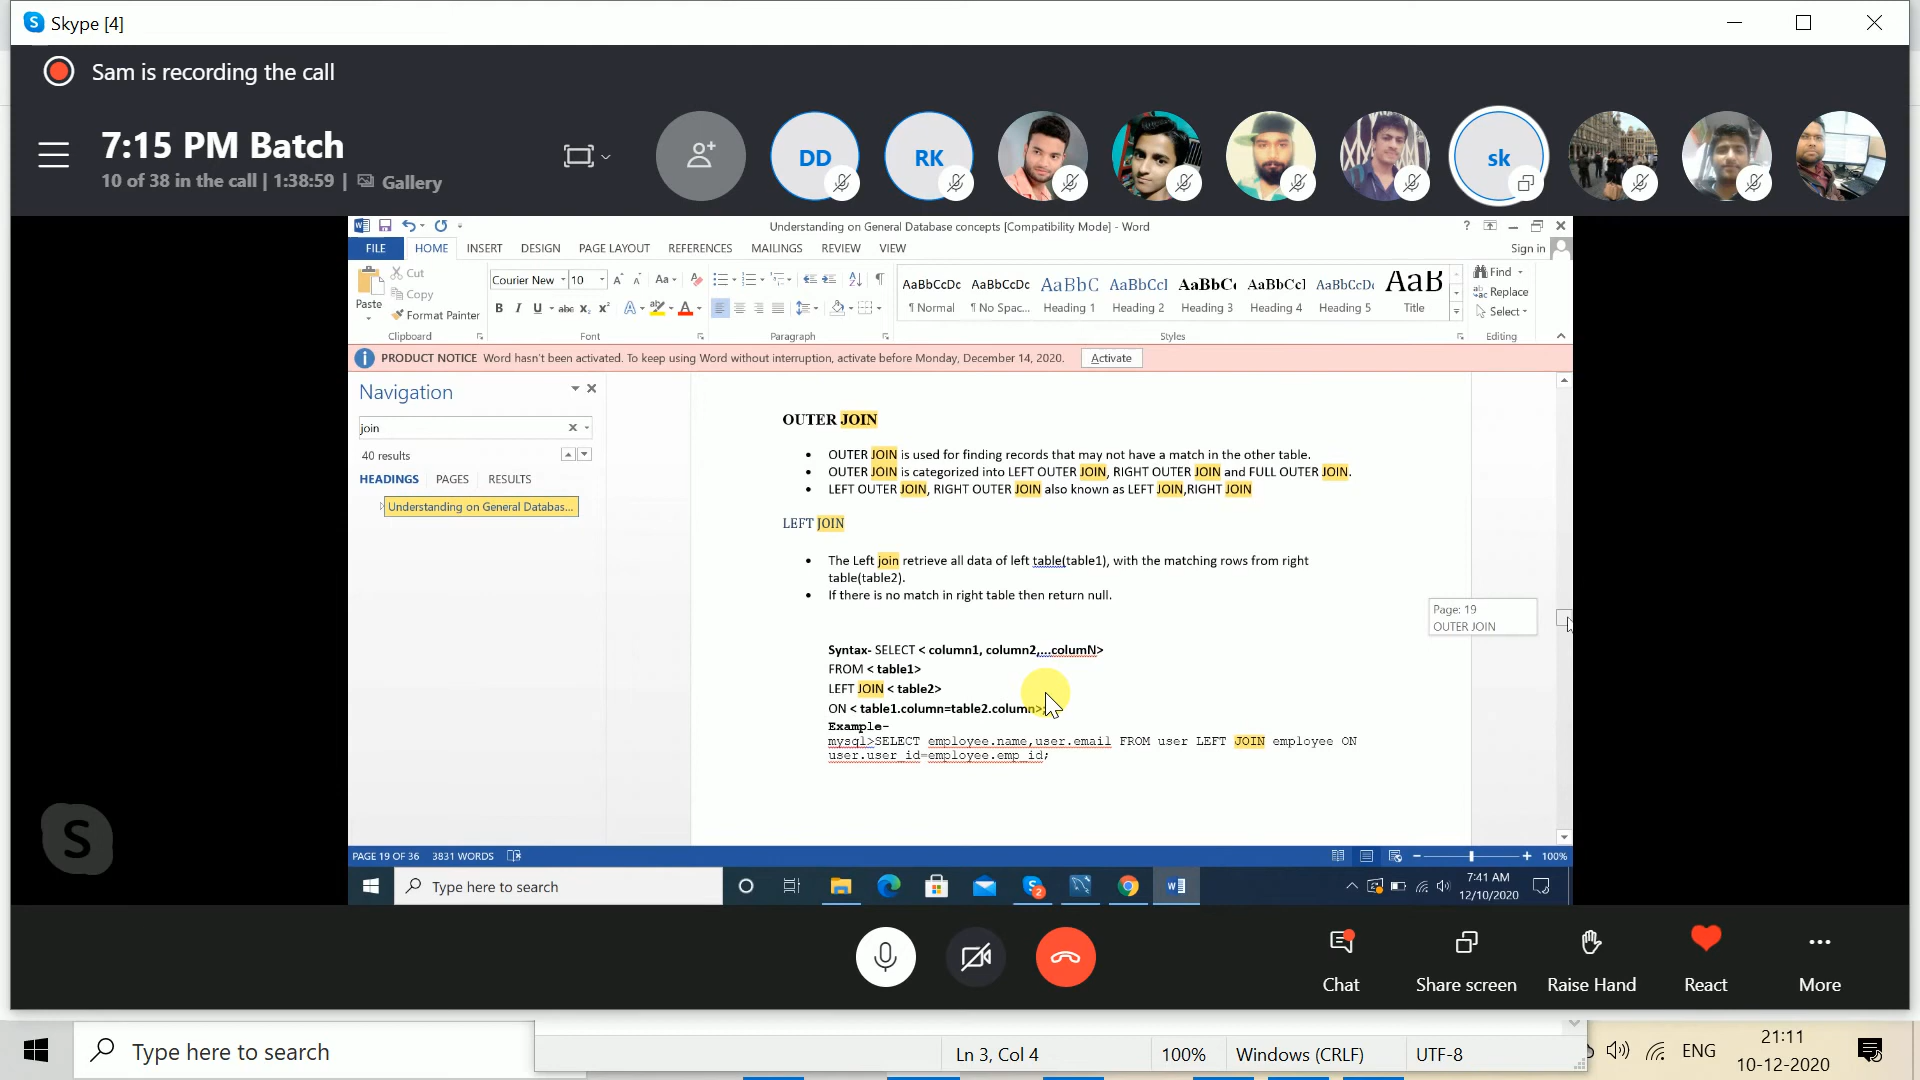 Skype [4]
Sam is recording the call
7:15 PM Batch
10 of 38 in the call | 1:38:59 | Gallery
DD
RK
sk
Understanding on General Database concepts [Compatibility Mode] - Word
FILE HOME INSERT DESIGN PAGE LAYOUT REFERENCES MAILINGS REVIEW VIEW
Sign in
Paste
Cut
Copy
Format Painter
Clipboard
Courier New 10
Font
Paragraph
AaBbCcDc AaBbCcDc AaBbC AaBbCcI AaBbC AaBbCcI AaBbCcDc AaB
¶ Normal ¶ No Spac... Heading 1 Heading 2 Heading 3 Heading 4 Heading 5 Title
Styles
Find
Replace
Select
Editing
PRODUCT NOTICE Word hasn't been activated. To keep using Word without interruption, activate before Monday, December 14, 2020. Activate
Navigation
join
40 results
HEADINGS PAGES RESULTS
Understanding on General Databas...
OUTER JOIN
• OUTER JOIN is used for finding records that may not have a match in the other table.
• OUTER JOIN is categorized into LEFT OUTER JOIN, RIGHT OUTER JOIN and FULL OUTER JOIN.
• LEFT OUTER JOIN, RIGHT OUTER JOIN also known as LEFT JOIN,RIGHT JOIN
LEFT JOIN
• The Left join retrieve all data of left table(table1), with the matching rows from right
table(table2).
• If there is no match in right table then return null.
Syntax- SELECT < column1, column2,...columN>
FROM < table1>
LEFT JOIN < table2>
ON < table1.column=table2.column>;
Example-
mysql>SELECT employee.name,user.email FROM user LEFT JOIN employee ON
user.user_id=employee.emp_id;
Page: 19
OUTER JOIN
PAGE 19 OF 36 3831 WORDS
100%
Type here to search
7:41 AM
12/10/2020
Chat
Share screen
Raise Hand
React
More
Type here to search
Ln 3, Col 4
100%
Windows (CRLF)
UTF-8
ENG
21:11
10-12-2020